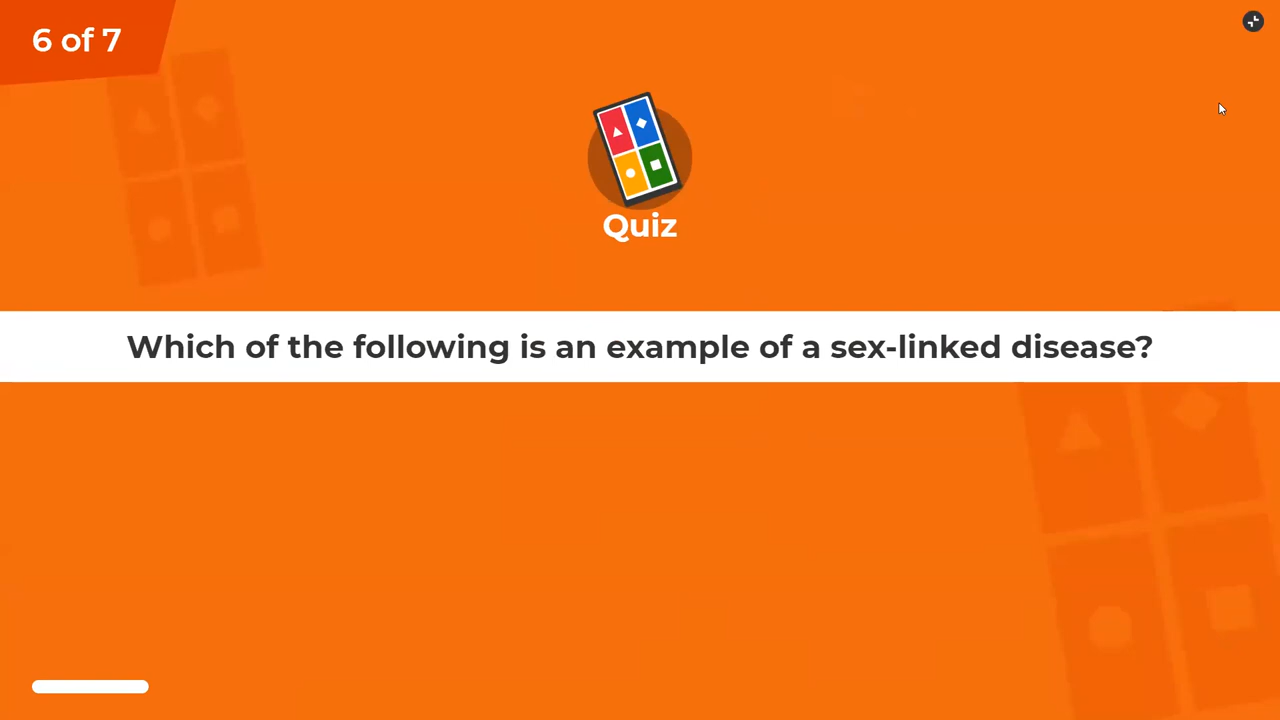 6 of 7
Quiz
Which of the following is an example of a sex-linked disease?